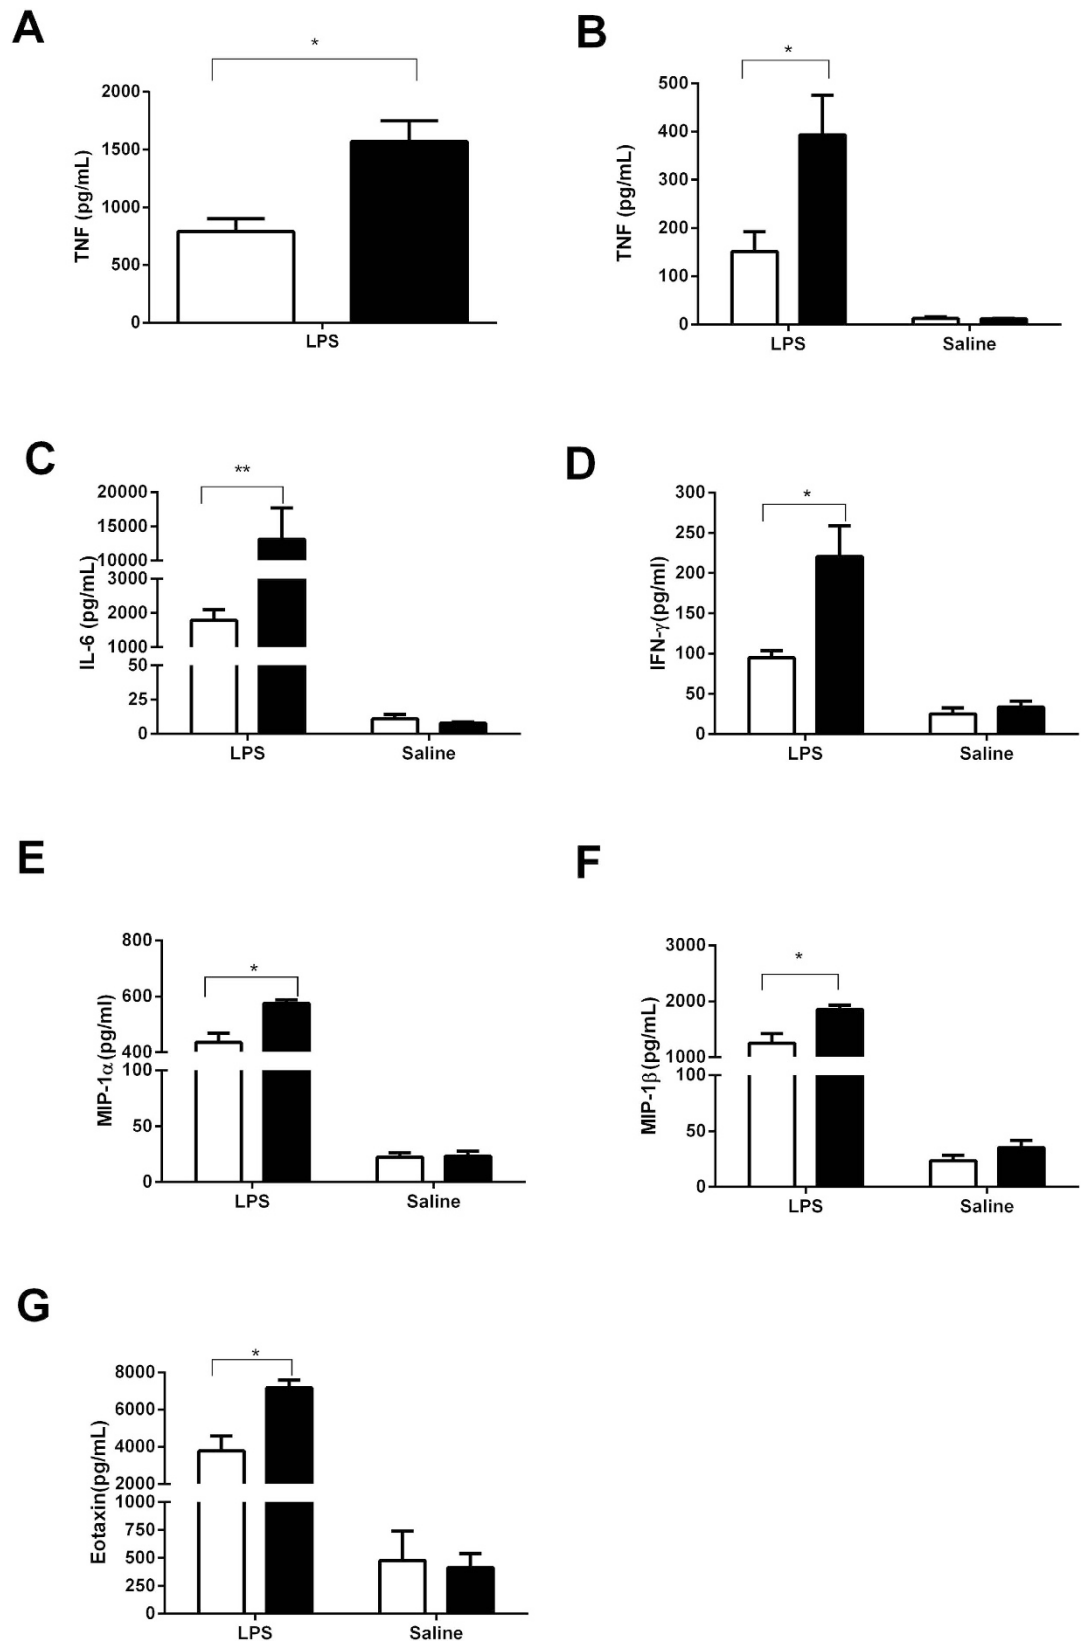 A
*
TNF (pg/mL)
2000
1500
1000
500
0
LPS
B
*
TNF (pg/mL)
500
400
300
200
100
0
LPS Saline
C
**
IL-6 (pg/mL)
20000
15000
10000
3000
2000
1000
50
25
0
LPS Saline
D
*
IFN-γ(pg/ml)
300
250
200
150
100
50
0
LPS Saline
E
*
MIP-1α(pg/ml)
800
600
400
100
50
0
LPS Saline
F
*
MIP-1β(pg/mL)
3000
2000
1000
100
50
0
LPS Saline
G
*
Eotaxin(pg/mL)
8000
6000
4000
2000
1000
750
500
250
0
LPS Saline